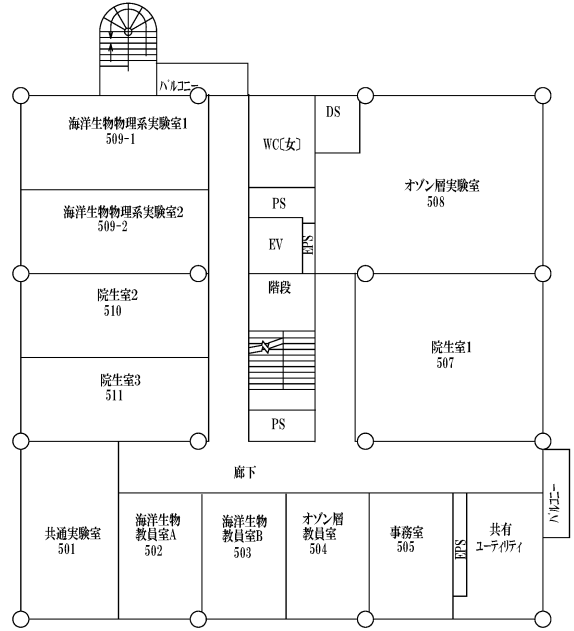 バルコニー
海洋生物物理系実験室1
509-1
WC〔女〕
DS
オゾン層実験室
508
海洋生物物理系実験室2
509-2
PS
EV
EPS
院生室2
510
階段
院生室1
507
院生室3
511
PS
廊下
共通実験室
501
海洋生物
教員室A
502
海洋生物
教員室B
503
オゾン層
教員室
504
事務室
505
EPS
共有
ユーティリティ
バルコニー